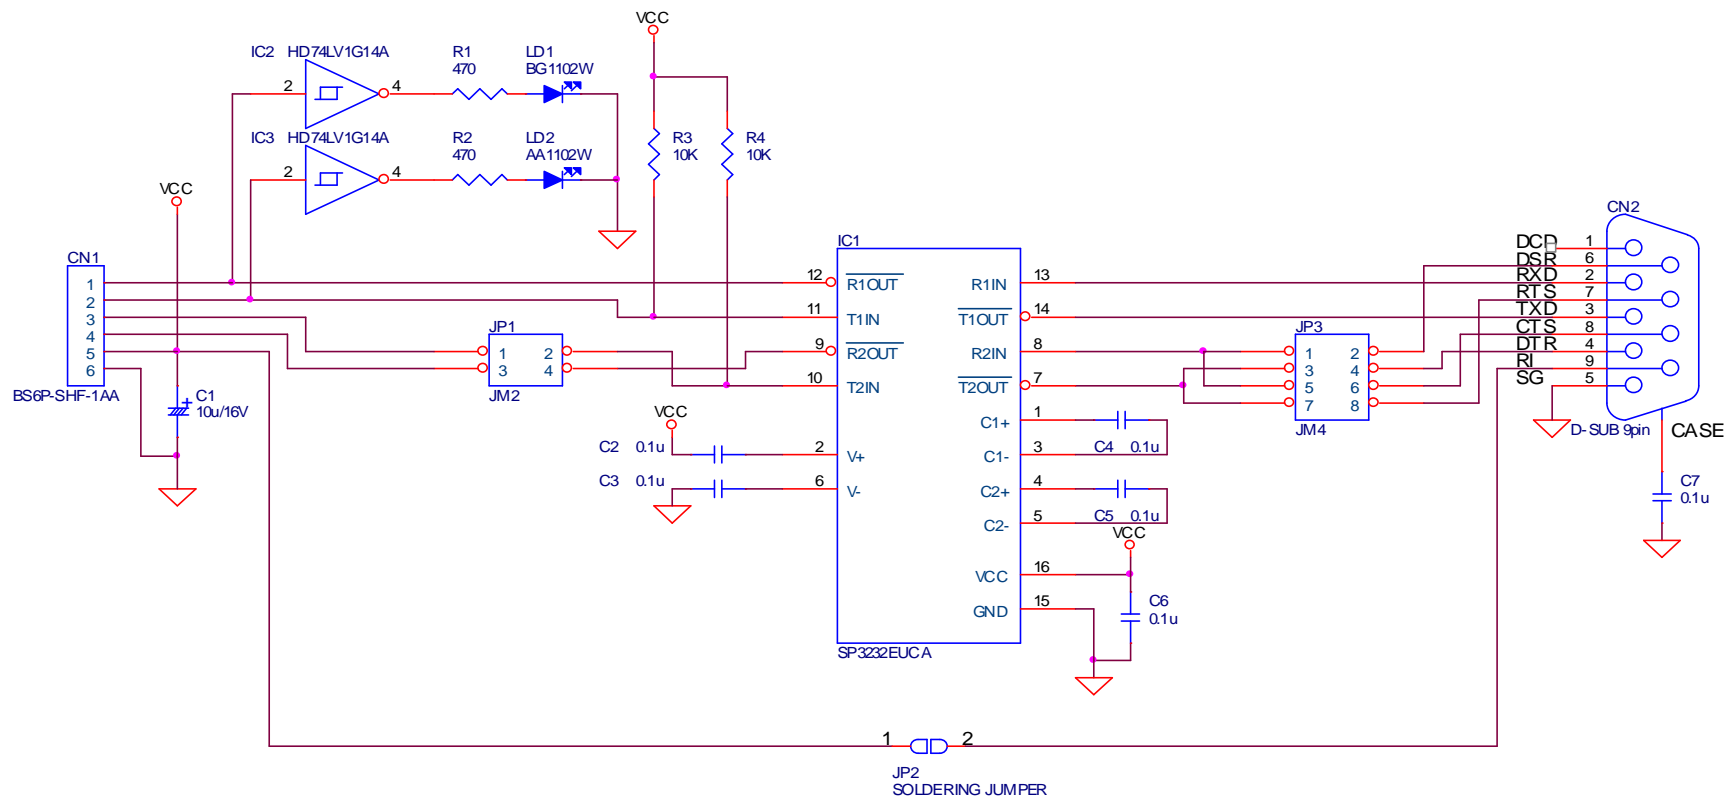 VCC
IC2 HD74LV1G14A
2
4
R1
470
LD1
BG1102W
IC3 HD74LV1G14A
2
4
R2
470
LD2
AA1102W
R3
10K
R4
10K
VCC
CN1
1
2
3
4
5
6
BS6P-SHF-1AA
C1
10u/16V
+
JP1
1
2
3
4
JM2
IC1
12
R1OUT
11
T1IN
9
R2OUT
10
T2IN
2
V+
6
V-
R1IN
13
T1OUT
14
R2IN
8
T2OUT
7
C1+
1
C1-
3
C2+
4
C2-
5
VCC
16
GND
15
SP3232EUCA
VCC
C2 0.1u
C3 0.1u
C4 0.1u
C5 0.1u
VCC
C6
0.1u
JP3
1
2
3
4
5
6
7
8
JM4
CN2
DCD 1
DSR 6
RXD 2
RTS 7
TXD 3
CTS 8
DTR 4
RI 9
SG 5
D-SUB 9pin
CASE
C7
0.1u
1
2
JP2
SOLDERING JUMPER